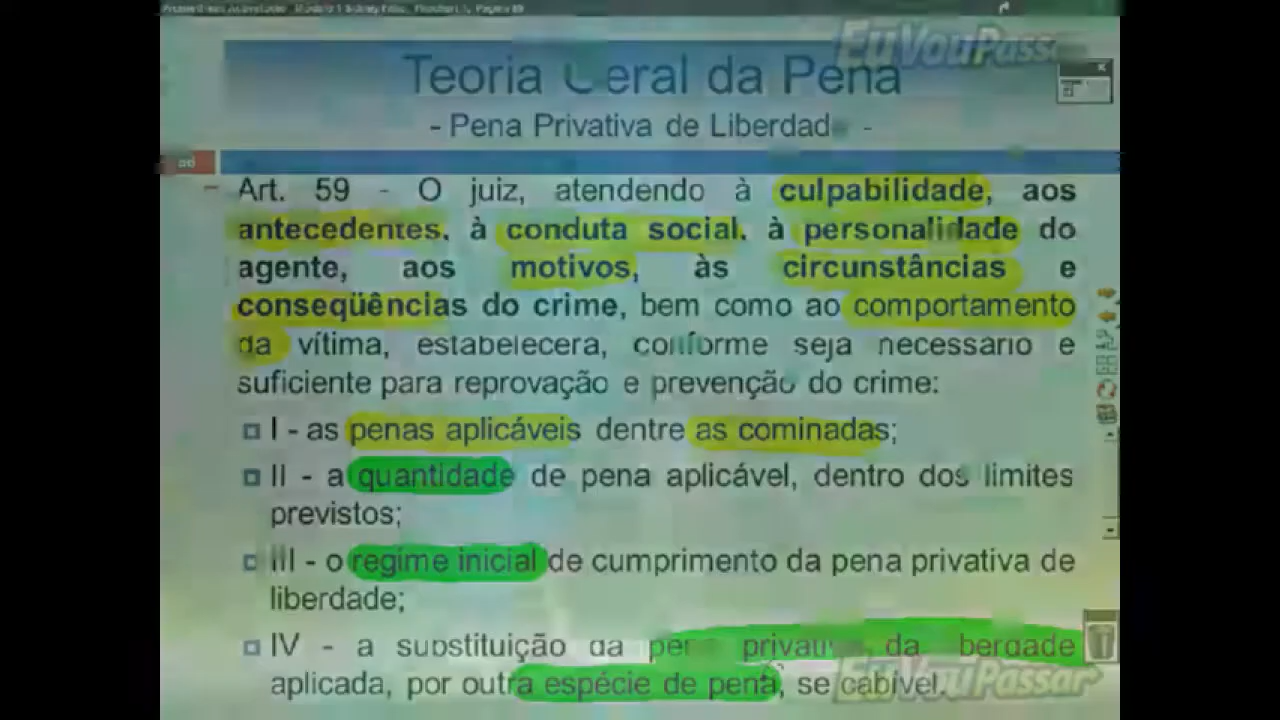 EuVouPassar
Teoria Geral da Pena
- Pena Privativa de Liberdade -
86
Art. 59 - O juiz, atendendo à culpabilidade, aos
antecedentes, à conduta social, à personalidade do
agente, aos motivos, às circunstâncias e
conseqüências do crime, bem como ao comportamento
da vítima, estabelecerá, conforme seja necessário e
suficiente para reprovação e prevenção do crime:
I - as penas aplicáveis dentre as cominadas;
II - a quantidade de pena aplicável, dentro dos limites
previstos;
III - o regime inicial de cumprimento da pena privativa de
liberdade;
IV - a substituição da pena privativa da liberdade
aplicada, por outra espécie de pena, se cabível.
EuVouPassar